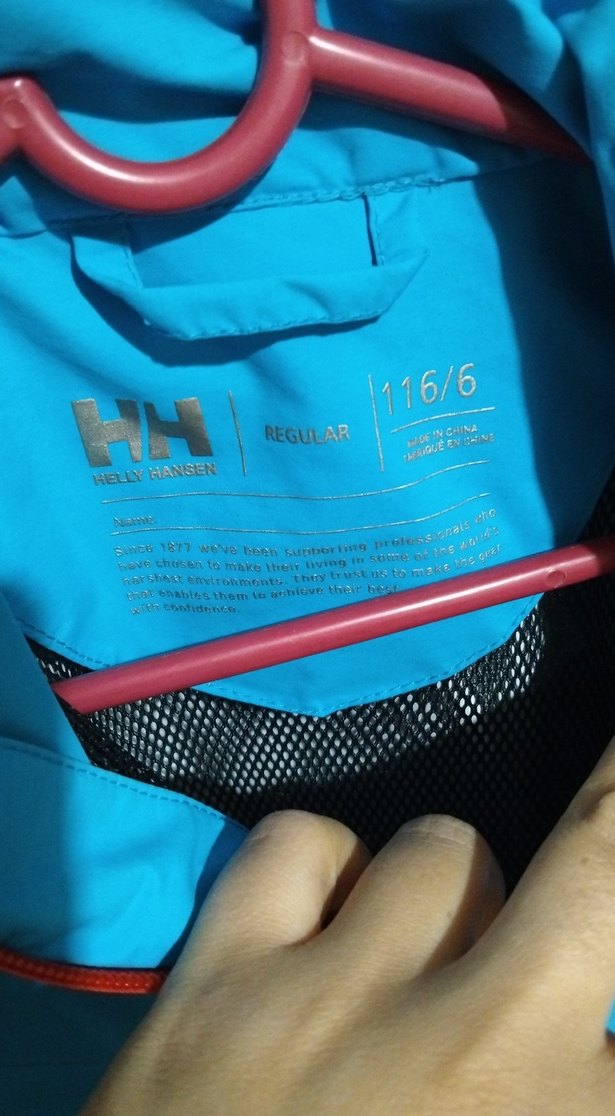 HH
HELLY HANSEN
REGULAR
116/6
MADE IN CHINA
FABRIQUÉ EN CHINE
Name:
Since 1877 we've been supporting professionals who
have chosen to make their living in some of the world's
harshest environments. They trust us to make the gear
that enables them to achieve their best
with confidence.